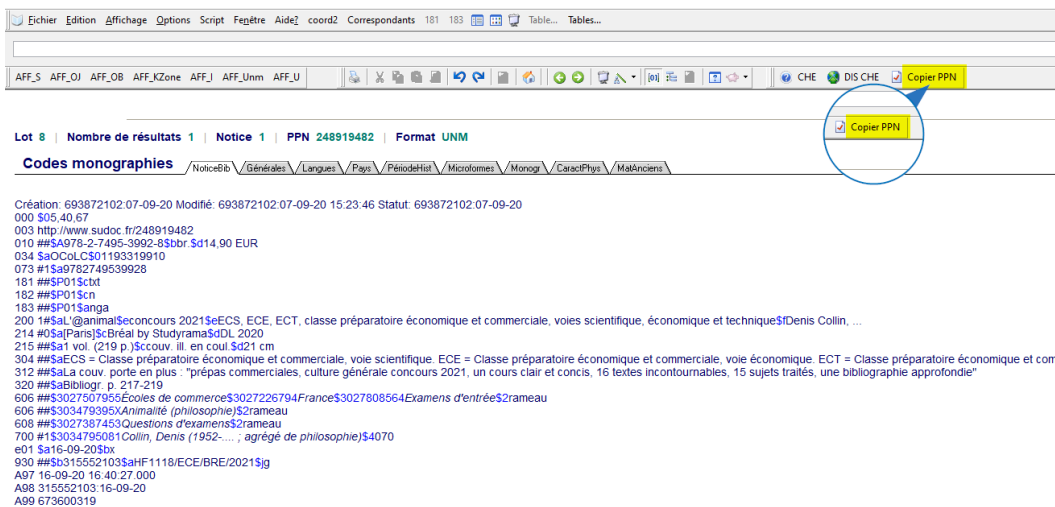 Fichier Edition Affichage Options Script Fenêtre Aide? coord2 Correspondants 181 183 Table... Tables...
AFF_S AFF_OJ AFF_OB AFF_KZone AFF_I AFF_Unm AFF_U CHE DIS CHE Copier PPN
Copier PPN
Lot 8 | Nombre de résultats 1 | Notice 1 | PPN 248919482 | Format UNM
Codes monographies NoticeBib Générales Langues Pays PériodeHist Microformes Monogr CaractPhys MatAnciens
Création: 693872102:07-09-20 Modifié: 693872102:07-09-20 15:23:46 Statut: 693872102:07-09-20
000 $05,40,67
003 http://www.sudoc.fr/248919482
010 ##$A978-2-7495-3992-8$bbr.$d14,90 EUR
034 $aOCoLC$01193319910
073 #1$a9782749539928
181 ##$P01$ctxt
182 ##$P01$cn
183 ##$P01$anga
200 1#$aL'@animal$econcours 2021$eECS, ECE, ECT, classe préparatoire économique et commerciale, voies scientifique, économique et technique$fDenis Collin, ...
214 #0$a[Paris]$cBréal by Studyrama$dDL 2020
215 ##$a1 vol. (219 p.)$ccouv. ill. en coul.$d21 cm
304 ##$aECS = Classe préparatoire économique et commerciale, voie scientifique. ECE = Classe préparatoire économique et commerciale, voie économique. ECT = Classe préparatoire économique et com
312 ##$aLa couv. porte en plus : "prépas commerciales, culture générale concours 2021, un cours clair et concis, 16 textes incontournables, 15 sujets traités, une bibliographie approfondie"
320 ##$aBibliogr. p. 217-219
606 ##$3027507955Écoles de commerce$3027226794France$3027808564Examens d'entrée$2rameau
606 ##$303479395XAnimalité (philosophie)$2rameau
608 ##$3027387453Questions d'examens$2rameau
700 #1$3034795081Collin, Denis (1952-.... ; agrégé de philosophie)$4070
e01 $a16-09-20$bx
930 ##$b315552103$aHF1118/ECE/BRE/2021$jg
A97 16-09-20 16:40:27.000
A98 315552103:16-09-20
A99 673600319